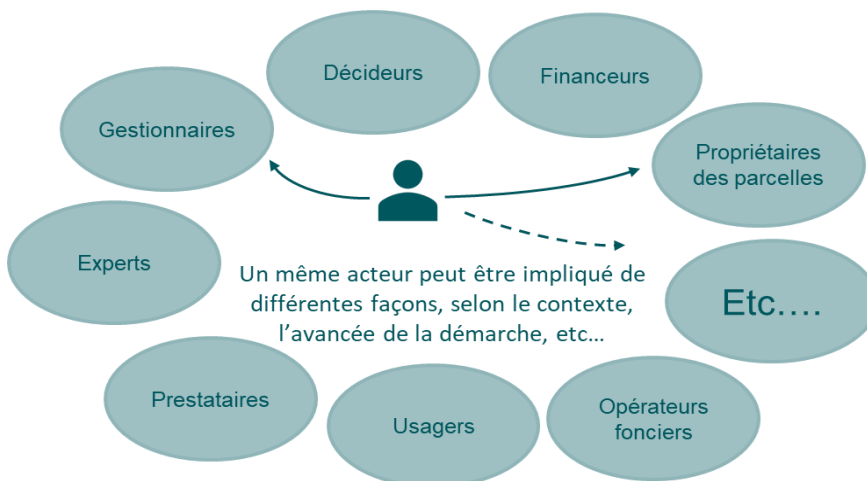 Décideurs
Financeurs
Gestionnaires
Propriétaires
des parcelles
Experts
Un même acteur peut être impliqué de
différentes façons, selon le contexte,
l’avancée de la démarche, etc…
Etc….
Prestataires
Usagers
Opérateurs
fonciers